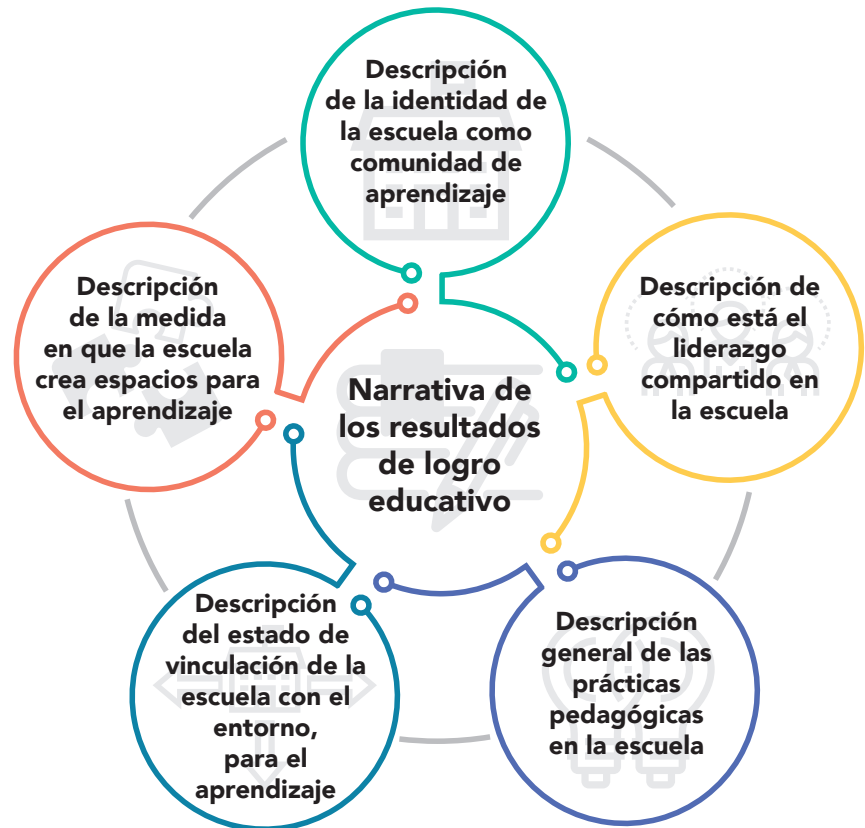 Descripción
de la identidad de
la escuela como
comunidad de
aprendizaje
Descripción
de la medida
en que la escuela
crea espacios para
el aprendizaje
Descripción de
cómo está el
liderazgo
compartido en
la escuela
Narrativa de
los resultados
de logro
educativo
Descripción
del estado de
vinculación de la
escuela con el
entorno,
para el
aprendizaje
Descripción
general de las
prácticas
pedagógicas
en la escuela